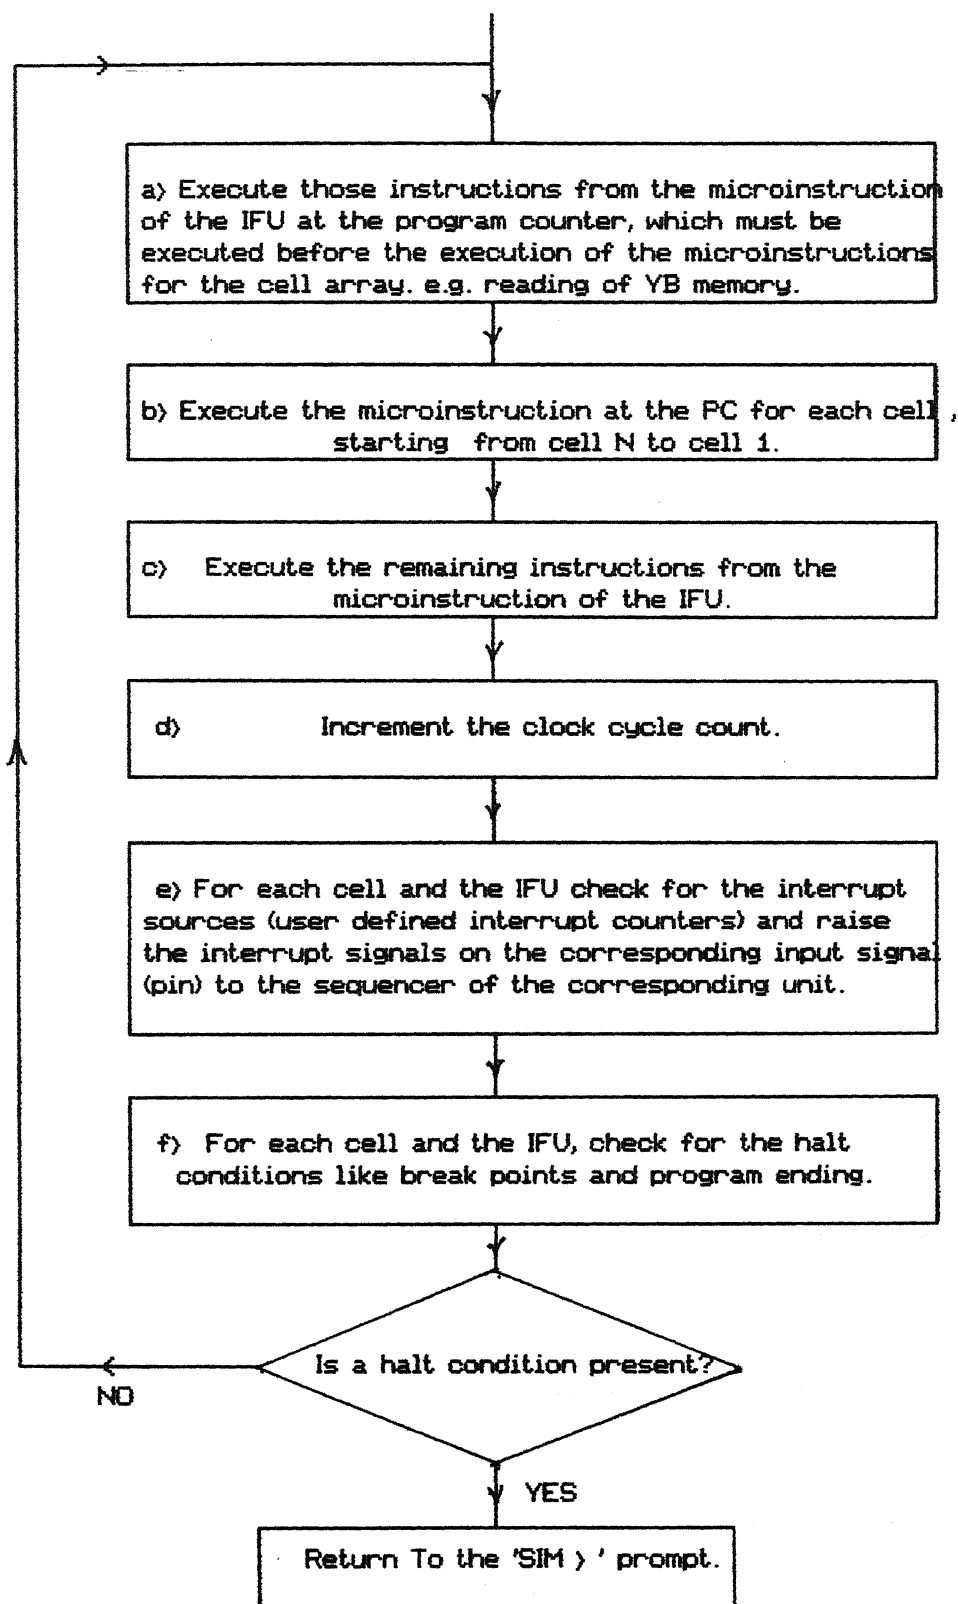 a) Execute those instructions from the microinstruction
of the IFU at the program counter, which must be
executed before the execution of the microinstructions
for the cell array. e.g. reading of YB memory.
b) Execute the microinstruction at the PC for each cell ,
starting from cell N to cell 1.
c) Execute the remaining instructions from the
microinstruction of the IFU.
d) Increment the clock cycle count.
e) For each cell and the IFU check for the interrupt
sources (user defined interrupt counters) and raise
the interrupt signals on the corresponding input signal
(pin) to the sequencer of the corresponding unit.
f) For each cell and the IFU, check for the halt
conditions like break points and program ending.
Is a halt condition present?
NO
YES
Return To the 'SIM > ' prompt.